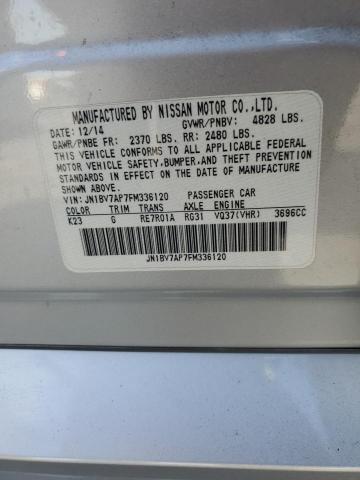 MANUFACTURED BY NISSAN MOTOR CO.,LTD.
DATE: 12/14 GVWR/PNBV: 4828 LBS.
GAWR/PNBE FR: 2370 LBS. RR: 2480 LBS.
THIS VEHICLE CONFORMS TO ALL APPLICABLE FEDERAL
MOTOR VEHICLE SAFETY, BUMPER, AND THEFT PREVENTION
STANDARDS IN EFFECT ON THE DATE OF MANUFACTURE
SHOWN ABOVE.
VIN: JN1BV7AP7FM336120 PASSENGER CAR
COLOR TRIM TRANS AXLE ENGINE
K23 G RE7R01A RG31 VQ37(VHR) 3696CC
JN1BV7AP7FM336120